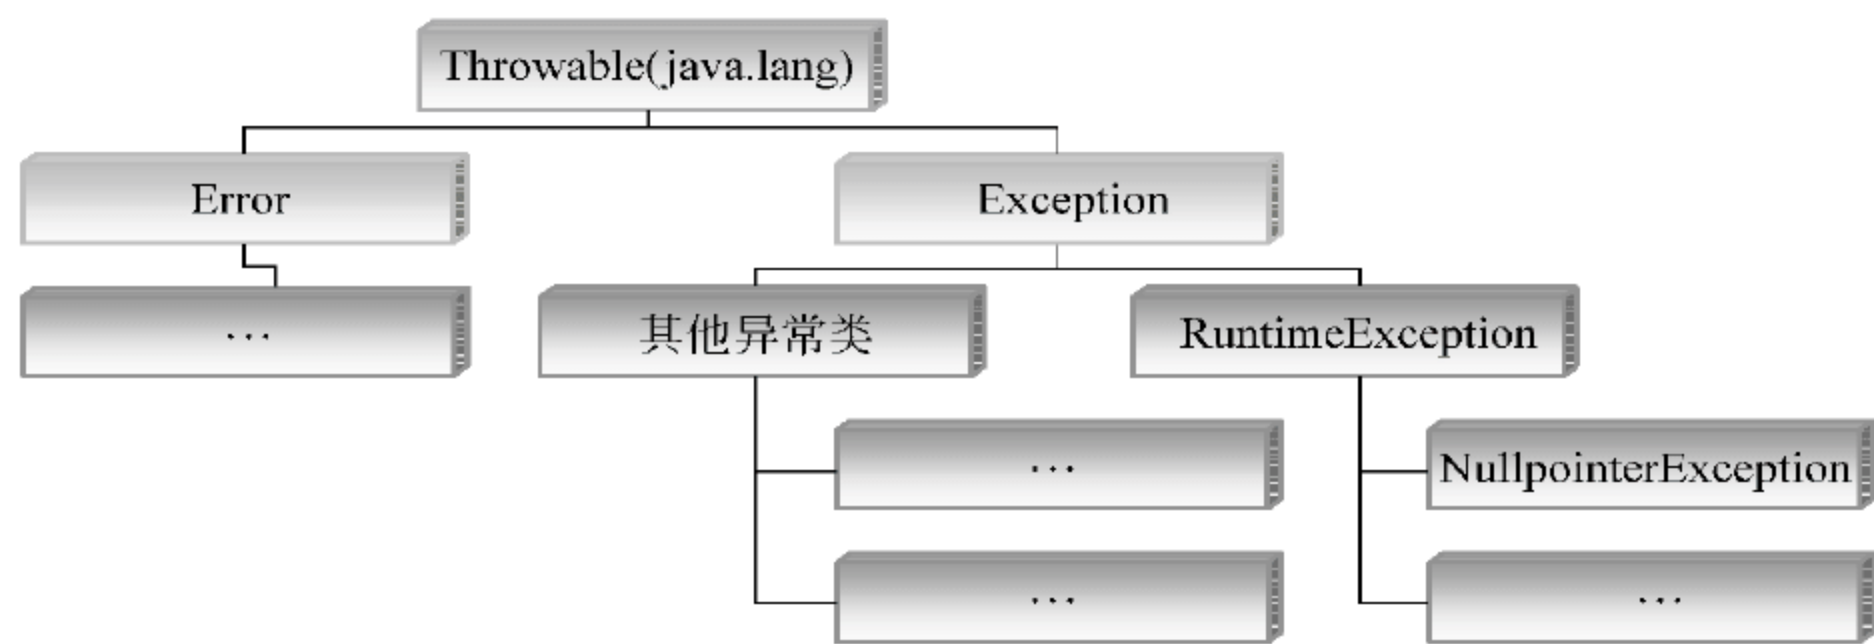 Throwable(java.lang)
Error
Exception
…
其他异常类
RuntimeException
…
NullpointerException
…
…